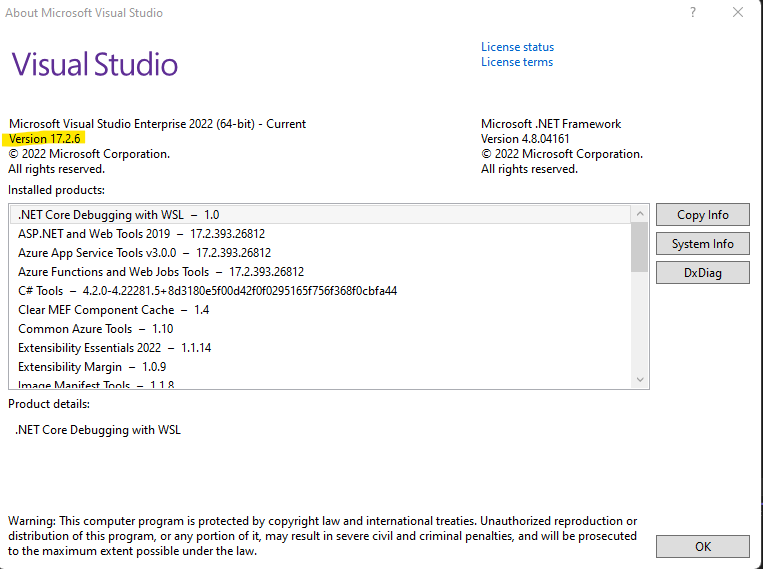 About Microsoft Visual Studio
?
Visual Studio
License status
License terms
Microsoft Visual Studio Enterprise 2022 (64-bit) - Current
Version 17.2.6
© 2022 Microsoft Corporation.
All rights reserved.
Microsoft .NET Framework
Version 4.8.04161
© 2022 Microsoft Corporation.
All rights reserved.
Installed products:
.NET Core Debugging with WSL – 1.0
ASP.NET and Web Tools 2019 – 17.2.393.26812
Azure App Service Tools v3.0.0 – 17.2.393.26812
Azure Functions and Web Jobs Tools – 17.2.393.26812
C# Tools – 4.2.0-4.22281.5+8d3180e5f00d42f0f0295165f756f368f0cbfa44
Clear MEF Component Cache – 1.4
Common Azure Tools – 1.10
Extensibility Essentials 2022 – 1.1.14
Extensibility Margin – 1.0.9
Image Manifest Tools – 1.1.8
Copy Info
System Info
DxDiag
Product details:
.NET Core Debugging with WSL
Warning: This computer program is protected by copyright law and international treaties. Unauthorized reproduction or
distribution of this program, or any portion of it, may result in severe civil and criminal penalties, and will be prosecuted
to the maximum extent possible under the law.
OK